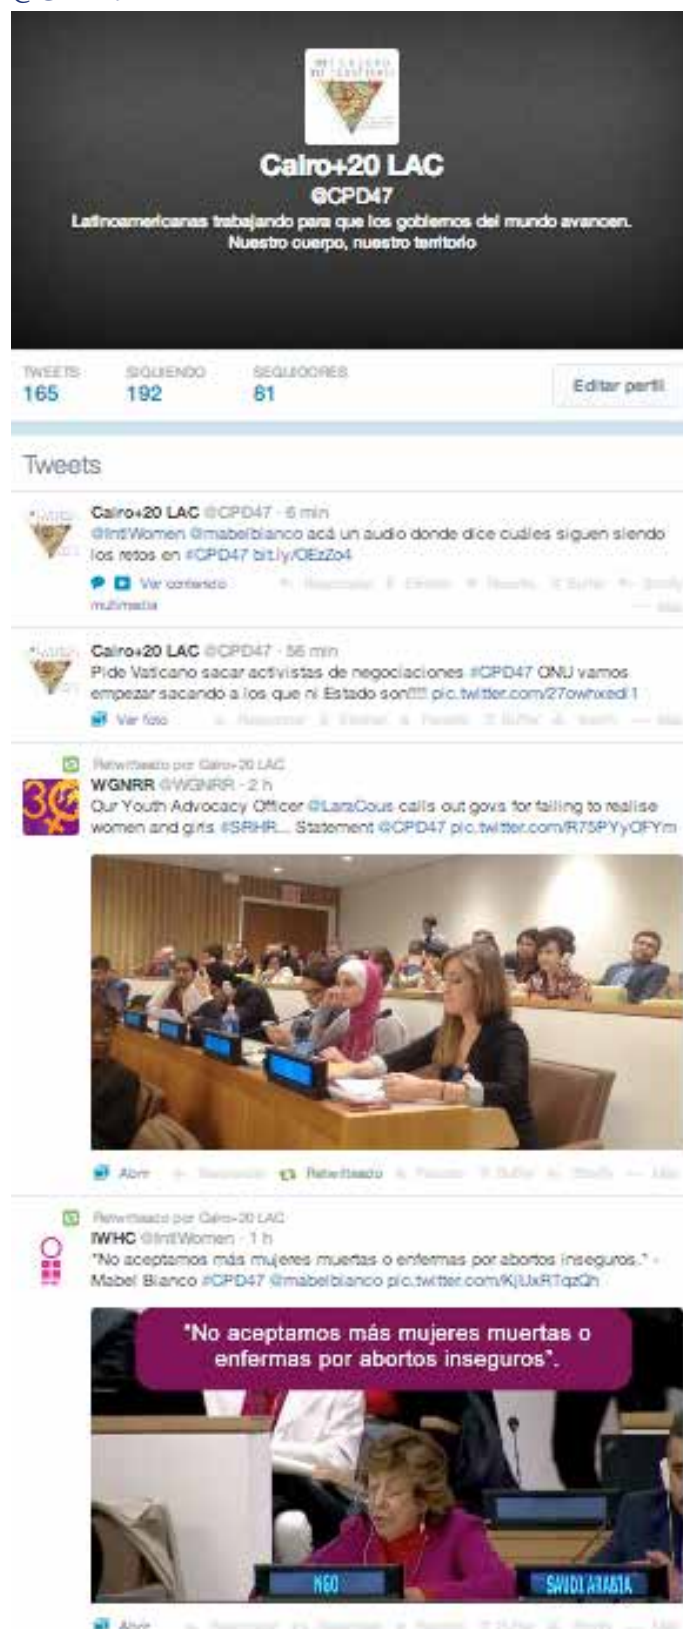 Cairo+20 LAC
@CPD47
Latinoamericanas trabajando para que los gobiernos del mundo avancen.
Nuestro cuerpo, nuestro territorio
TWEETS SIGUIENDO SEGUIDORES
165 192 81 Editar perfil
Tweets
Cairo+20 LAC @CPD47 · 6 min
@IntlWomen @mabelbianco acá un audio donde dice cuáles siguen siendo
los retos en #CPD47 bit.ly/OEzZo4
Ver contenido
multimedia
Cairo+20 LAC @CPD47 · 56 min
Pide Vaticano sacar activistas de negociaciones #CPD47 ONU vamos
empezar sacando a los que ni Estado son!!!!
Ver foto
Retwitteado por Cairo+20 LAC
WGNRR @WGNRR · 2 h
Our Youth Advocacy Officer @LaraCous calls out govs for failing to realise
women and girls #SRHR... Statement @CPD47 pic.twitter.com/R75PYyOFYm
Abrir Retwitteado
Retwitteado por Cairo+20 LAC
IWHC @IntlWomen · 1 h
"No aceptamos más mujeres muertas o enfermas por abortos inseguros." -
Mabel Bianco #CPD47 @mabelbianco pic.twitter.com/KjUxRTqzQh
"No aceptamos más mujeres muertas o
enfermas por abortos inseguros".
NGO SAUDI ARABIA
Abrir